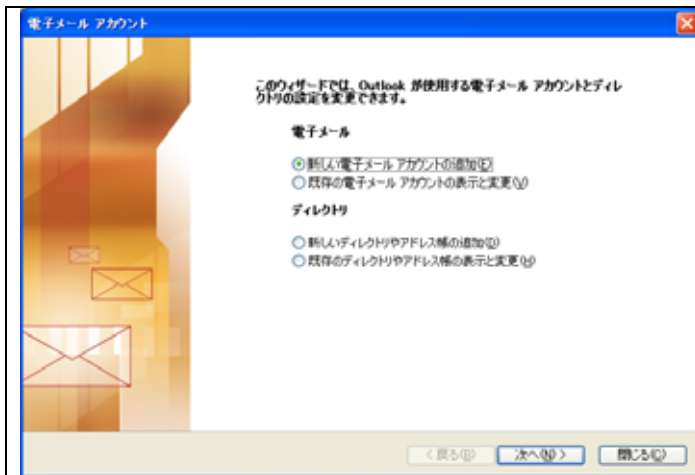 電子メール アカウント
このウィザードでは、Outlook が使用する電子メール アカウントとディレ
クトリの設定を変更できます。
電子メール
新しい電子メール アカウントの追加(E)
既存の電子メール アカウントの表示と変更(V)
ディレクトリ
新しいディレクトリやアドレス帳の追加(D)
既存のディレクトリやアドレス帳の表示と変更(H)
< 戻る(B) 次へ(N) > 閉じる(C)